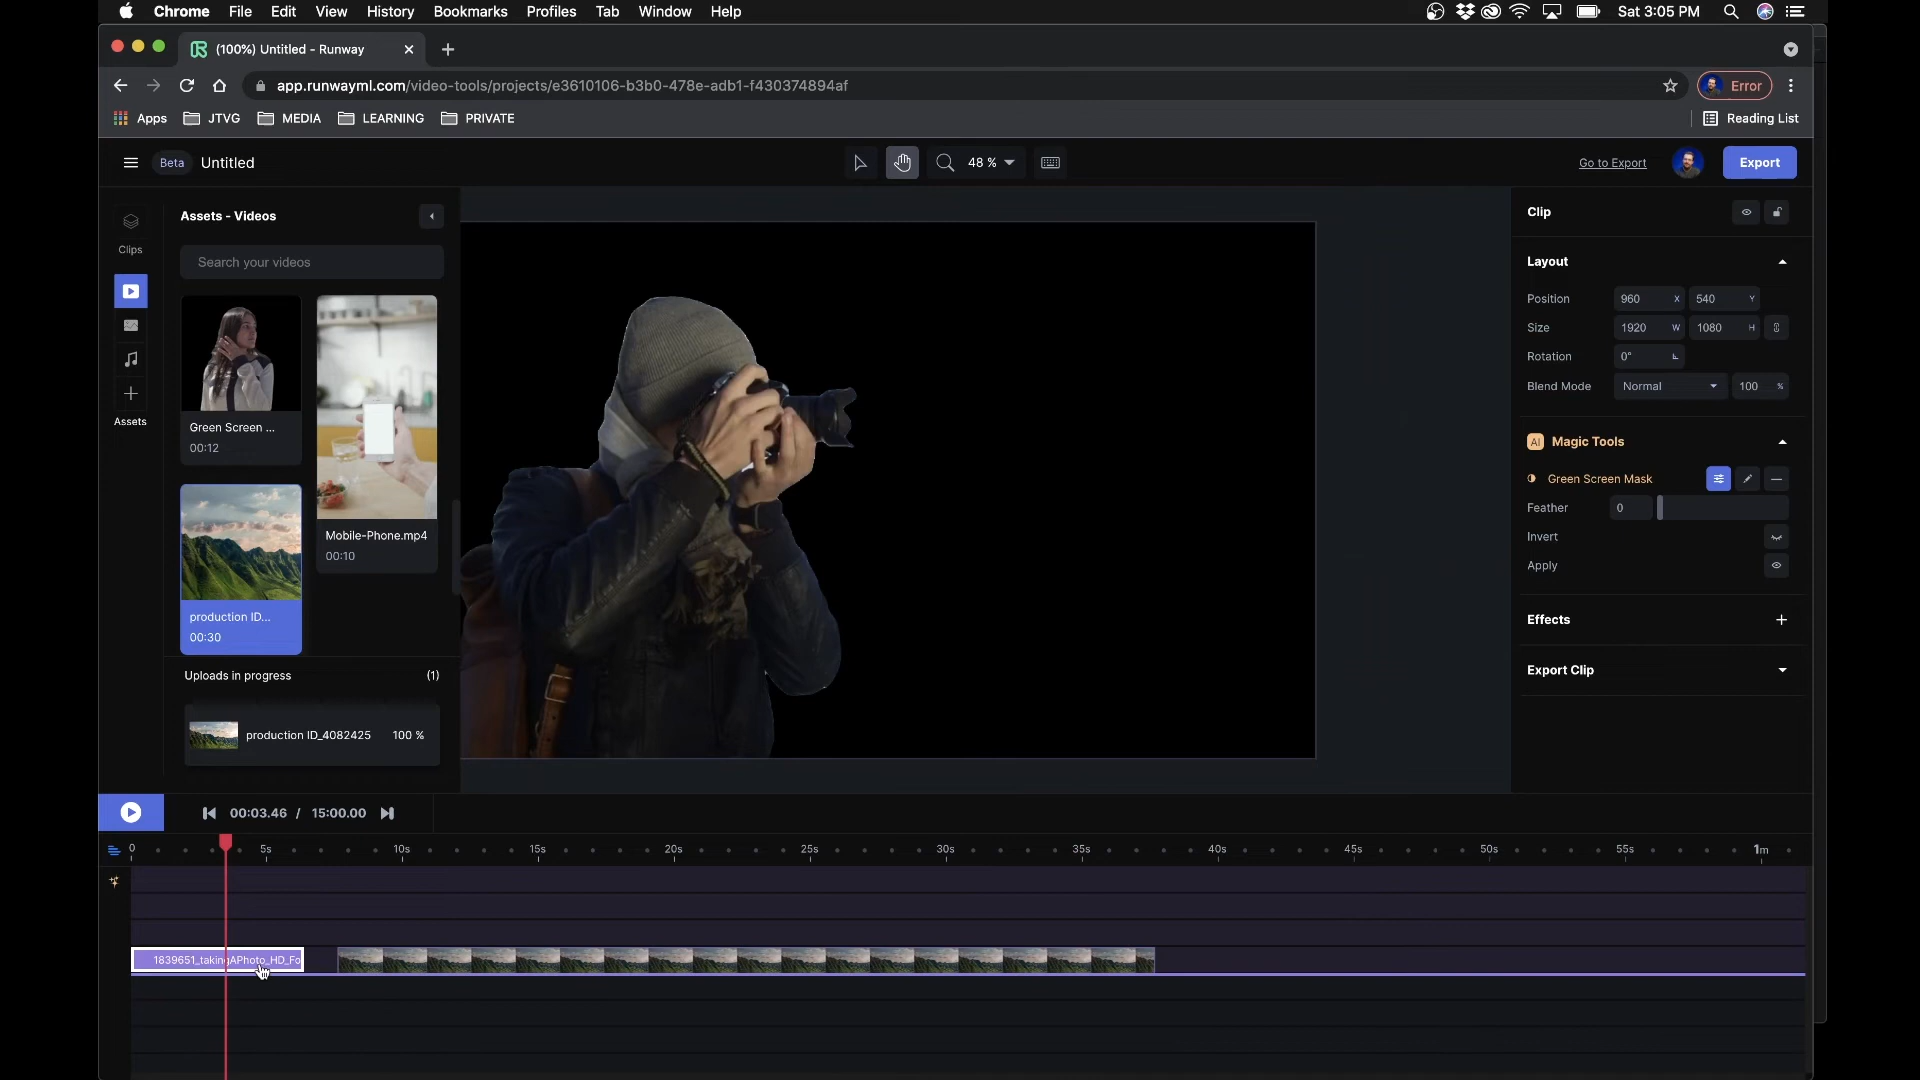 Chrome File Edit View History Bookmarks Profiles Tab Window Help Sat 3:05 PM
(100%) Untitled - Runway
app.runwayml.com/video-tools/projects/e3610106-b3b0-478e-adb1-f430374894af Error
Apps JTVG MEDIA LEARNING PRIVATE Reading List
Beta Untitled 48 % Go to Export Export
Clips
Assets
Assets - Videos
Search your videos
Green Screen ...
00:12
Mobile-Phone.mp4
00:10
production ID...
00:30
Uploads in progress (1)
production ID_4082425 100 %
Clip
Layout
Position 960 X 540 Y
Size 1920 W 1080 H
Rotation 0°
Blend Mode Normal 100 %
AI Magic Tools
Green Screen Mask
Feather 0
Invert
Apply
Effects
Export Clip
00:03.46 / 15:00.00
0 5s 10s 15s 20s 25s 30s 35s 40s 45s 50s 55s 1m
1839651_takingAPhoto_HD_Fo